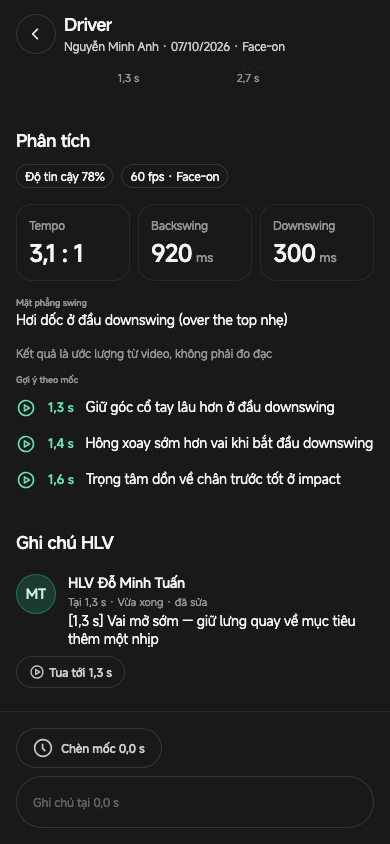 Driver
Nguyễn Minh Anh · 07/10/2026 · Face-on
1,3 s
2,7 s
Phân tích
Độ tin cậy 78%
60 fps · Face-on
Tempo
3,1 : 1
Backswing
920 ms
Downswing
300 ms
Mặt phẳng swing
Hơi dốc ở đầu downswing (over the top nhẹ)
Kết quả là ước lượng từ video, không phải đo đạc
Gợi ý theo mốc
1,3 s Giữ góc cổ tay lâu hơn ở đầu downswing
1,4 s Hông xoay sớm hơn vai khi bắt đầu downswing
1,6 s Trọng tâm dồn về chân trước tốt ở impact
Ghi chú HLV
MT
HLV Đỗ Minh Tuấn
Tại 1,3 s · Vừa xong · đã sửa
[1,3 s] Vai mở sớm — giữ lưng quay về mục tiêu
thêm một nhịp
Tua tới 1,3 s
Chèn mốc 0,0 s
Ghi chú tại 0,0 s